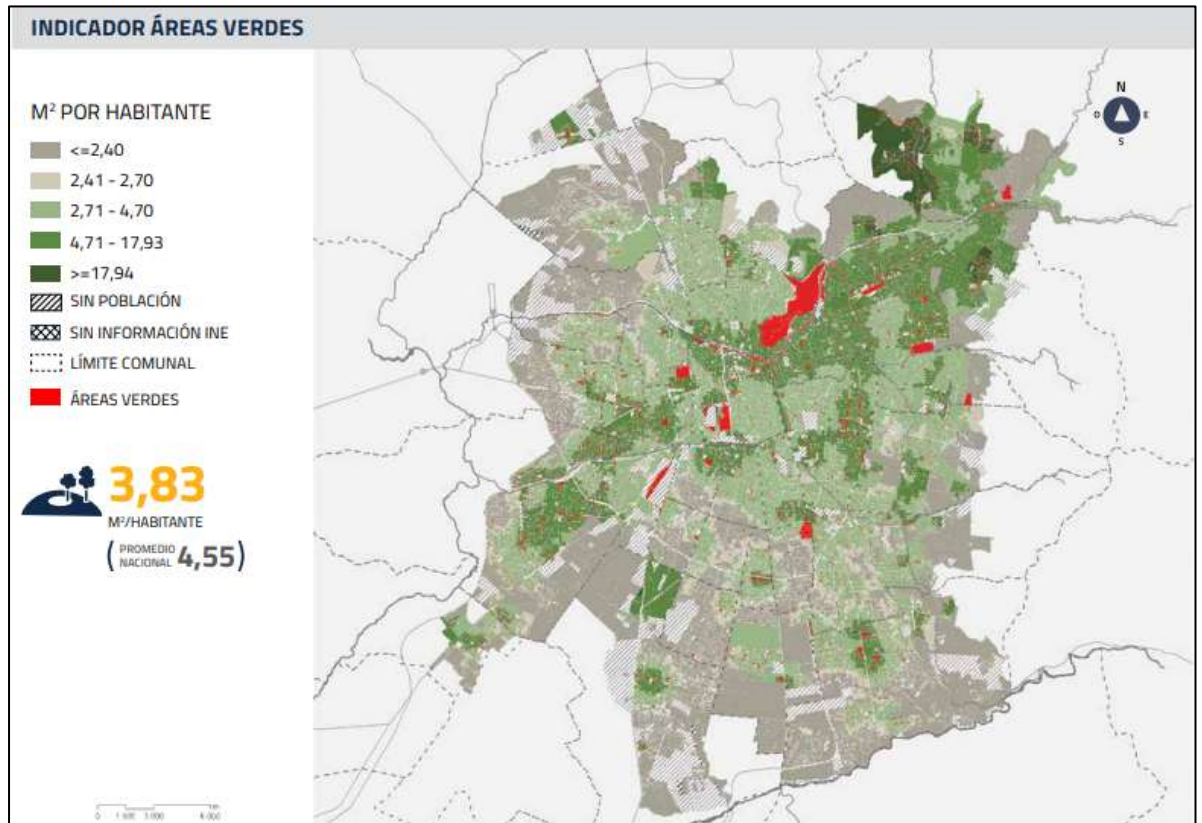 INDICADOR ÁREAS VERDES
M² POR HABITANTE
<=2,40
2,41 - 2,70
2,71 - 4,70
4,71 - 17,93
>=17,94
SIN POBLACIÓN
SIN INFORMACIÓN INE
LÍMITE COMUNAL
ÁREAS VERDES
3,83
M²/HABITANTE
(PROMEDIO
NACIONAL 4,55)
N
O E
S
0